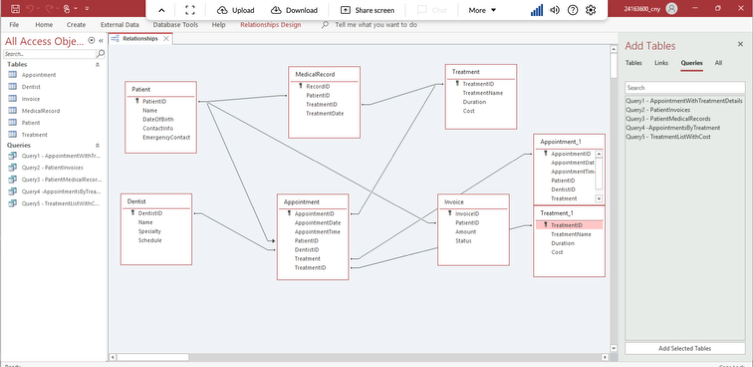 Upload
Download
Share screen
Chat
More
24163600_cny
File
Home
Create
External Data
Database Tools
Help
Relationships Design
Tell me what you want to do
All Access Obje...
Search..
Tables
Appointment
Dentist
Invoice
MedicalRecord
Patient
Treatment
Queries
Query1 - AppointmentWithTr...
Query2 - PatientInvoices
Query3 - PatientMedicalRecor...
Query4 -AppointmentsByTrea...
Query5 - TreatmentListWithC...
Relationships
Patient
PatientID
Name
DateOfBirth
ContactInfo
EmergencyContact
MedicalRecord
RecordID
PatientID
TreatmentID
TreatmentDate
Treatment
TreatmentID
TreatmentName
Duration
Cost
Dentist
DentistID
Name
Specialty
Schedule
Appointment
AppointmentID
AppointmentDate
AppointmentTime
PatientID
DentistID
Treatment
TreatmentID
Invoice
InvoiceID
PatientID
Amount
Status
Appointment_1
AppointmentID
AppointmentDat
AppointmentTim
PatientID
DentistID
Treatment
Treatment_1
TreatmentID
TreatmentName
Duration
Cost
Add Tables
Tables
Links
Queries
All
Search
Query1 - AppointmentWithTreatmentDetails
Query2 - PatientInvoices
Query3 - PatientMedicalRecords
Query4 -AppointmentsByTreatment
Query5 - TreatmentListWithCost
Add Selected Tables